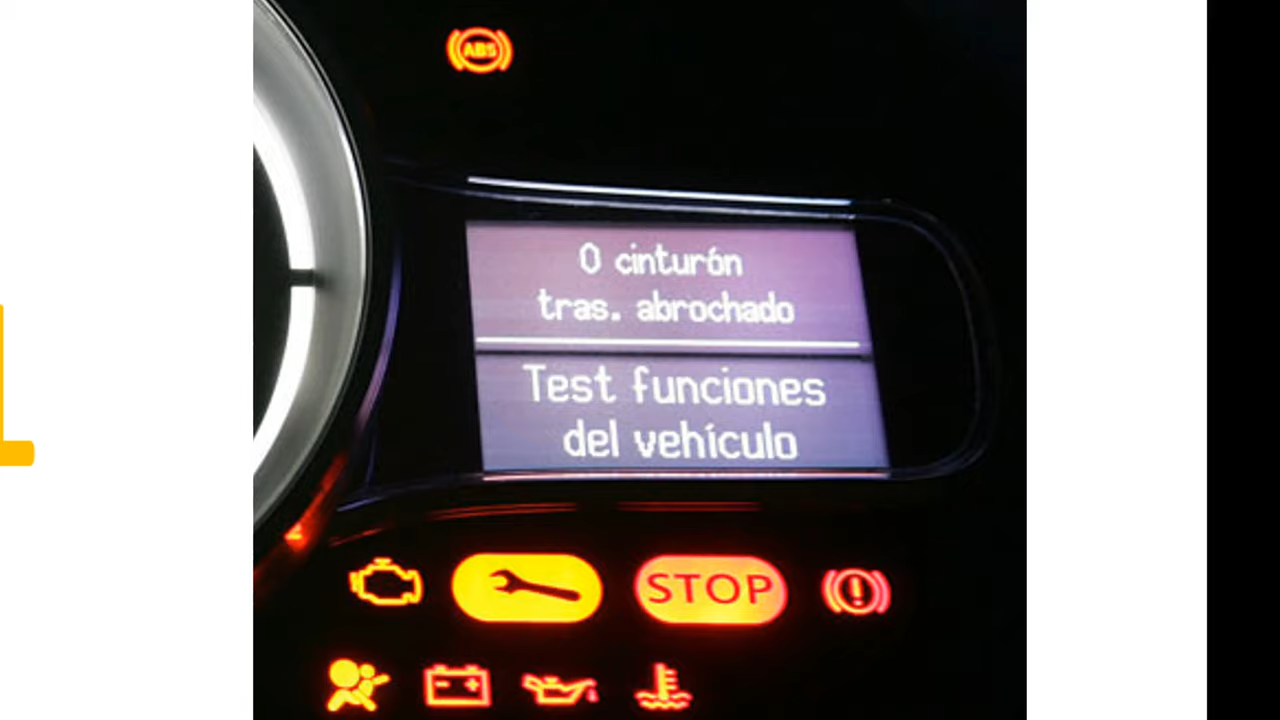 ABS
0 cinturón
tras. abrochado
Test funciones
del vehículo
STOP